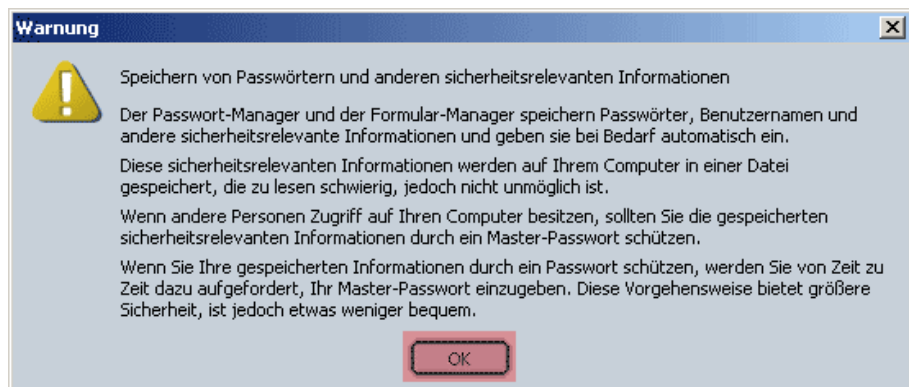 Warnung
Speichern von Passwörtern und anderen sicherheitsrelevanten Informationen
Der Passwort-Manager und der Formular-Manager speichern Passwörter, Benutzernamen und
andere sicherheitsrelevante Informationen und geben sie bei Bedarf automatisch ein.
Diese sicherheitsrelevanten Informationen werden auf Ihrem Computer in einer Datei
gespeichert, die zu lesen schwierig, jedoch nicht unmöglich ist.
Wenn andere Personen Zugriff auf Ihren Computer besitzen, sollten Sie die gespeicherten
sicherheitsrelevanten Informationen durch ein Master-Passwort schützen.
Wenn Sie Ihre gespeicherten Informationen durch ein Passwort schützen, werden Sie von Zeit zu
Zeit dazu aufgefordert, Ihr Master-Passwort einzugeben. Diese Vorgehensweise bietet größere
Sicherheit, ist jedoch etwas weniger bequem.
OK